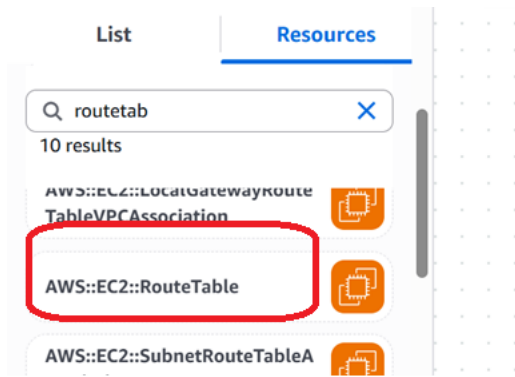 List
Resources
routetab
10 results
AWS::EC2::LocalGatewayRoute
TableVPCAssociation
AWS::EC2::RouteTable
AWS::EC2::SubnetRouteTableA